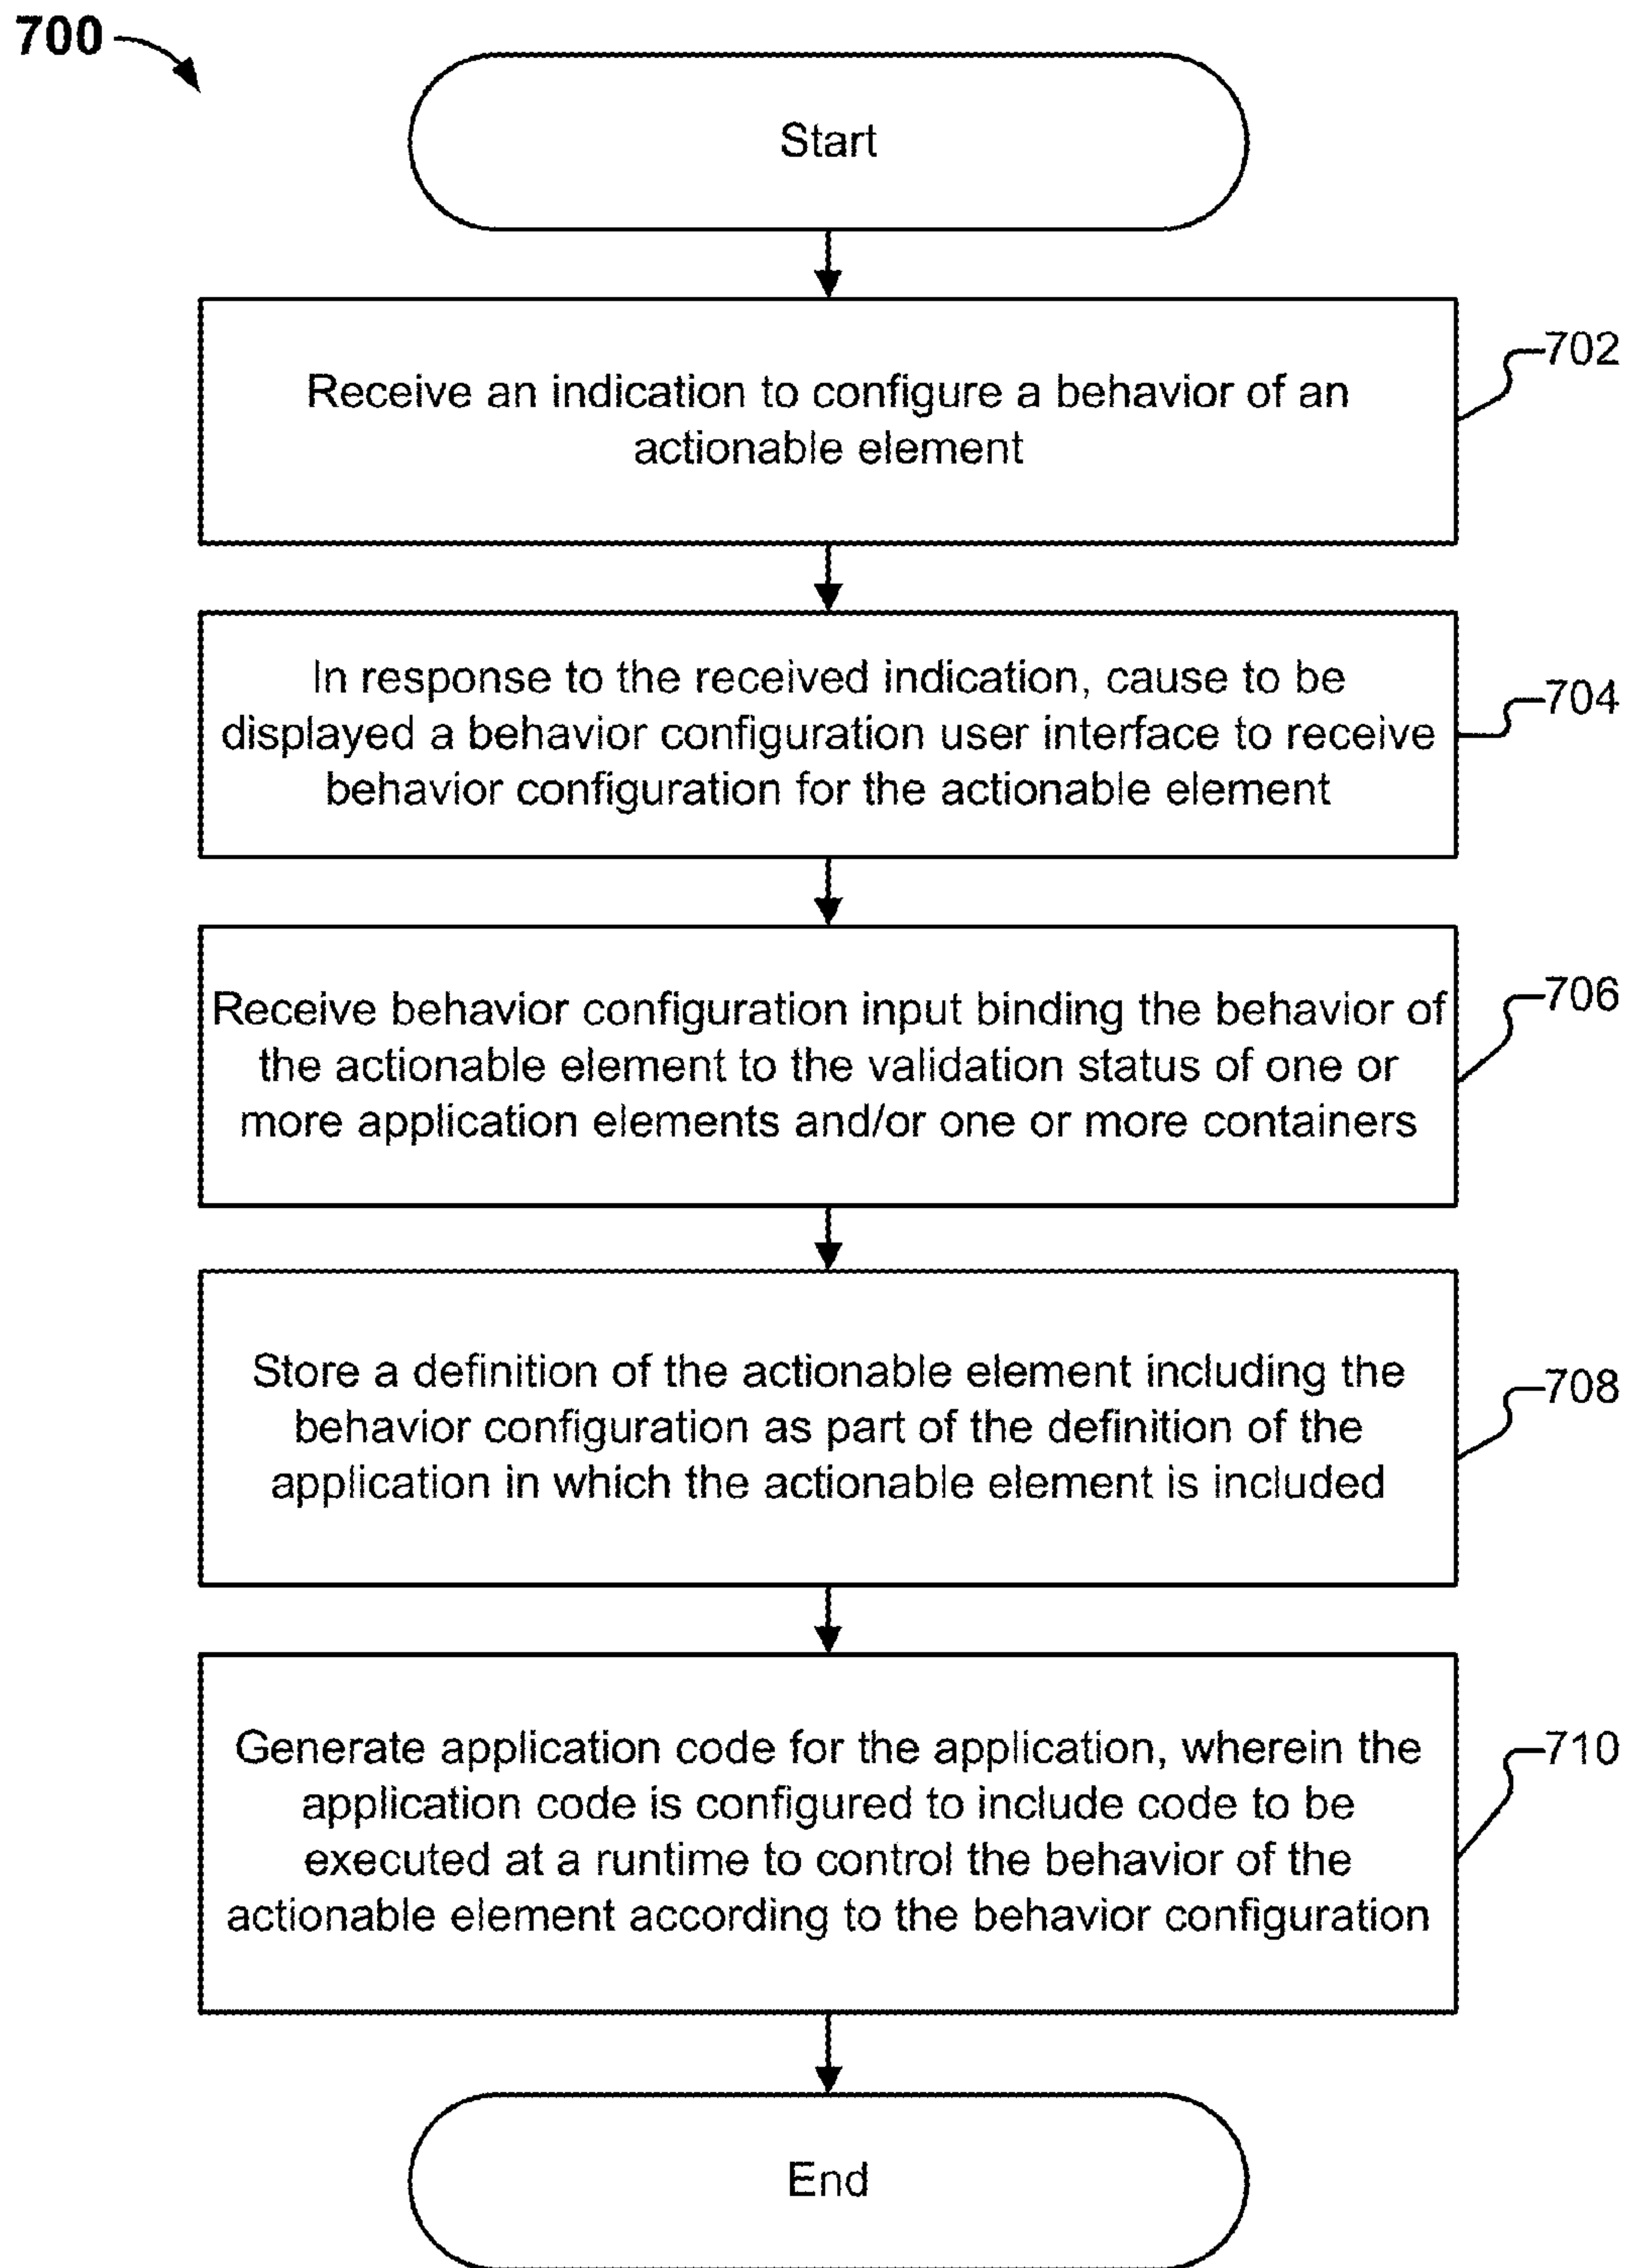 700
Start
Receive an indication to configure a behavior of an
actionable element
702
In response to the received indication, cause to be
displayed a behavior configuration user interface to receive
behavior configuration for the actionable element
704
Receive behavior configuration input binding the behavior of
the actionable element to the validation status of one or
more application elements and/or one or more containers
706
Store a definition of the actionable element including the
behavior configuration as part of the definition of the
application in which the actionable element is included
708
Generate application code for the application, wherein the
application code is configured to include code to be
executed at a runtime to control the behavior of the
actionable element according to the behavior configuration
710
End